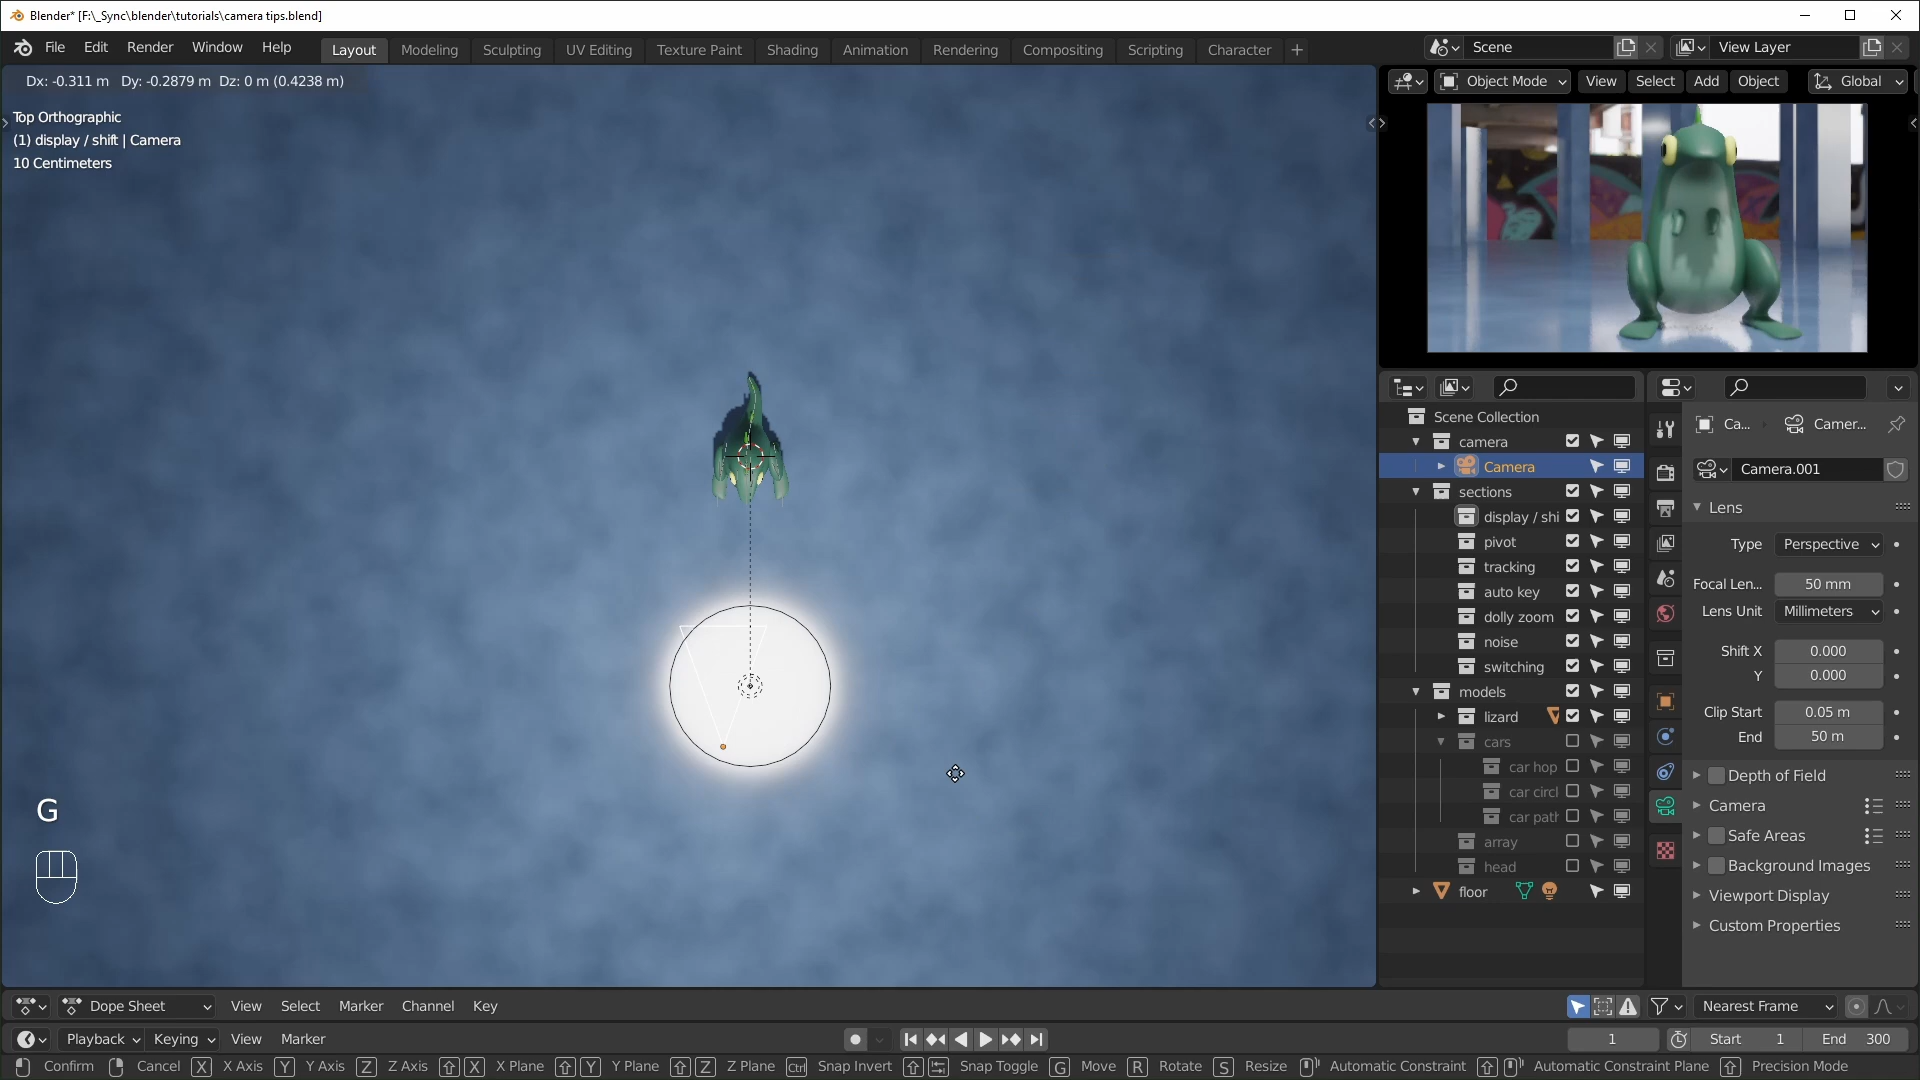 Blender* [F:\_Sync\blender\tutorials\camera tips.blend]
File Edit Render Window Help Layout Modeling Sculpting UV Editing Texture Paint Shading Animation Rendering Compositing Scripting Character + Scene View Layer
Dx: -0.311 m Dy: -0.2879 m Dz: 0 m (0.4238 m)
Object Mode View Select Add Object Global
Top Orthographic
(1) display / shift | Camera
10 Centimeters
Scene Collection
camera
Camera
sections
display / shi
pivot
tracking
auto key
dolly zoom
noise
switching
models
lizard
cars
car hop
car circl
car path
array
head
floor
Ca... Camer...
Camera.001
Lens
Type Perspective
Focal Len... 50 mm
Lens Unit Millimeters
Shift X 0.000
Y 0.000
Clip Start 0.05 m
End 50 m
Depth of Field
Camera
Safe Areas
Background Images
Viewport Display
Custom Properties
G
Dope Sheet View Select Marker Channel Key Nearest Frame
Playback Keying View Marker 1 Start 1 End 300
Confirm Cancel X X Axis Y Y Axis Z Z Axis X X Plane Y Y Plane Z Z Plane Ctrl Snap Invert Snap Toggle G Move R Rotate S Resize Automatic Constraint Automatic Constraint Plane Precision Mode